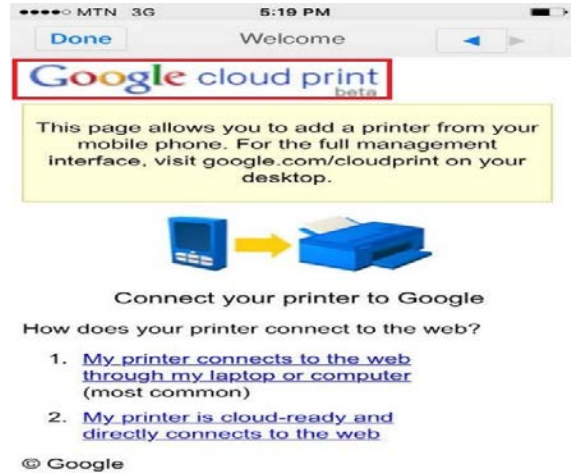 MTN 3G 5:19 PM
Done Welcome
Google cloud print
beta
This page allows you to add a printer from your
mobile phone. For the full management
interface, visit google.com/cloudprint on your
desktop.
Connect your printer to Google
How does your printer connect to the web?
1. My printer connects to the web
through my laptop or computer
(most common)
2. My printer is cloud-ready and
directly connects to the web
© Google